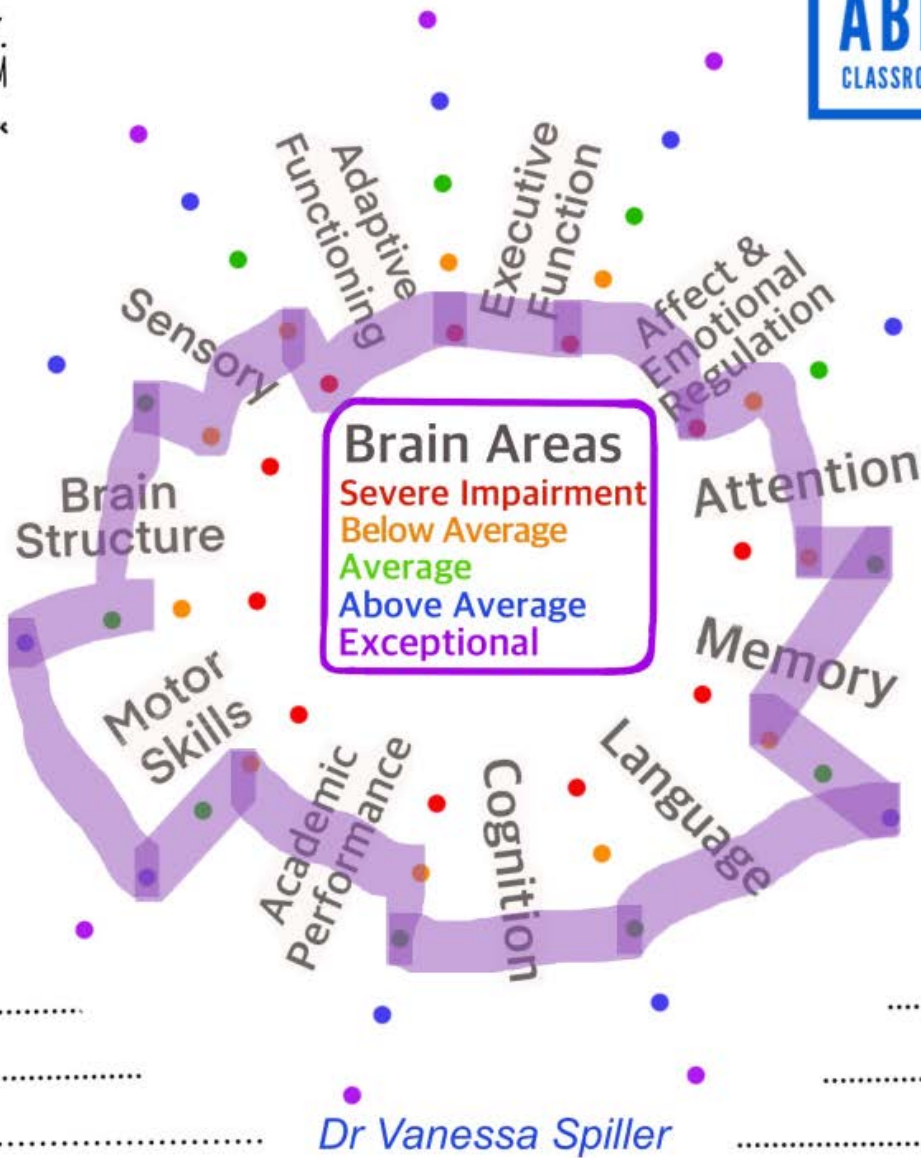 ABL
CLASSRO
Adaptive
Functioning
Executive
Function
Affect &
Emotional
Regulation
Sensory
Brain Areas
Severe Impairment
Below Average
Average
Above Average
Exceptional
Attention
Brain
Structure
Memory
Motor
Skills
Language
Cognition
Academic
Performance
Dr Vanessa Spiller